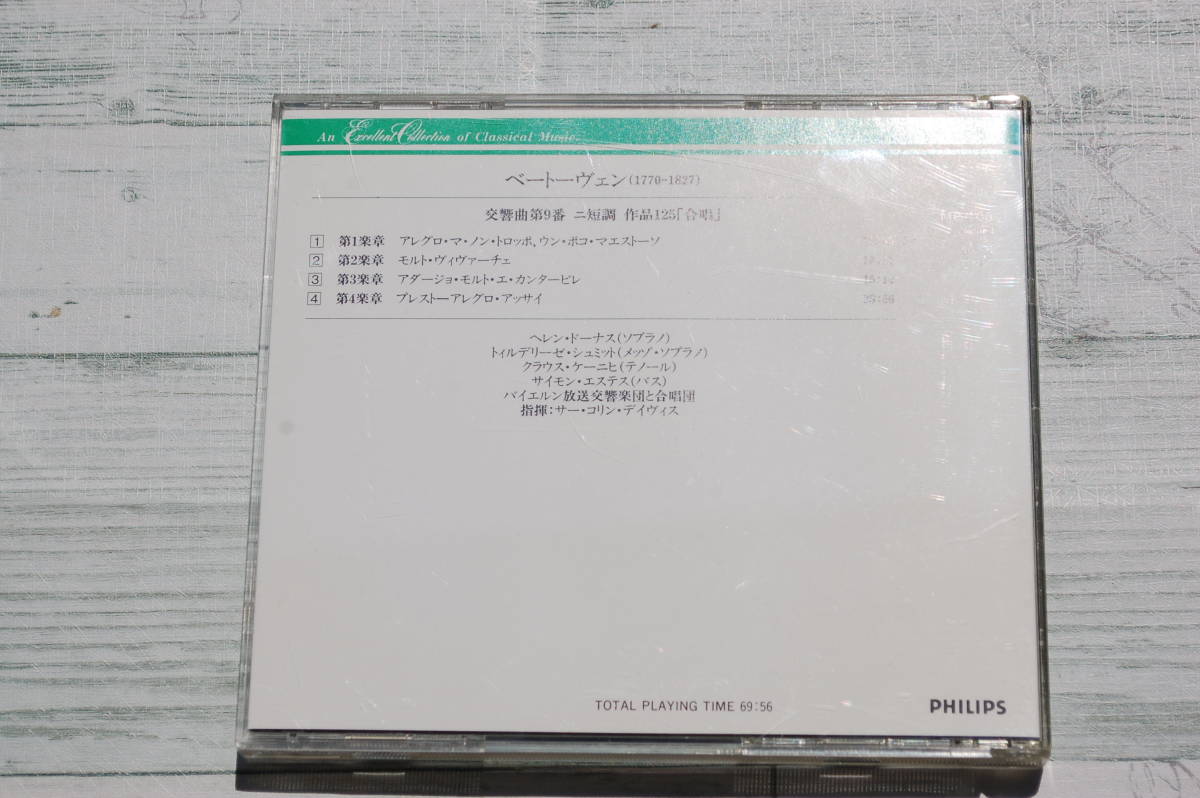 An Excellent Collection of Classical Music
ベートーヴェン(1770-1827)
交響曲第9番 ニ短調 作品125「合唱」
1 第1楽章 アレグロ・マ・ノン・トロッポ、ウン・ポコ・マエストーソ
2 第2楽章 モルト・ヴィヴァーチェ
3 第3楽章 アダージョ・モルト・エ・カンタービレ
4 第4楽章 プレストーアレグロ・アッサイ
ヘレン・ドーナス(ソプラノ)
トィルデリーゼ・シュミット(メッゾ・ソプラノ)
クラウス・ケーニヒ(テノール)
サイモン・エステス(バス)
バイエルン放送交響楽団と合唱団
指揮:サー・コリン・デイヴィス
TOTAL PLAYING TIME 69:56
PHILIPS